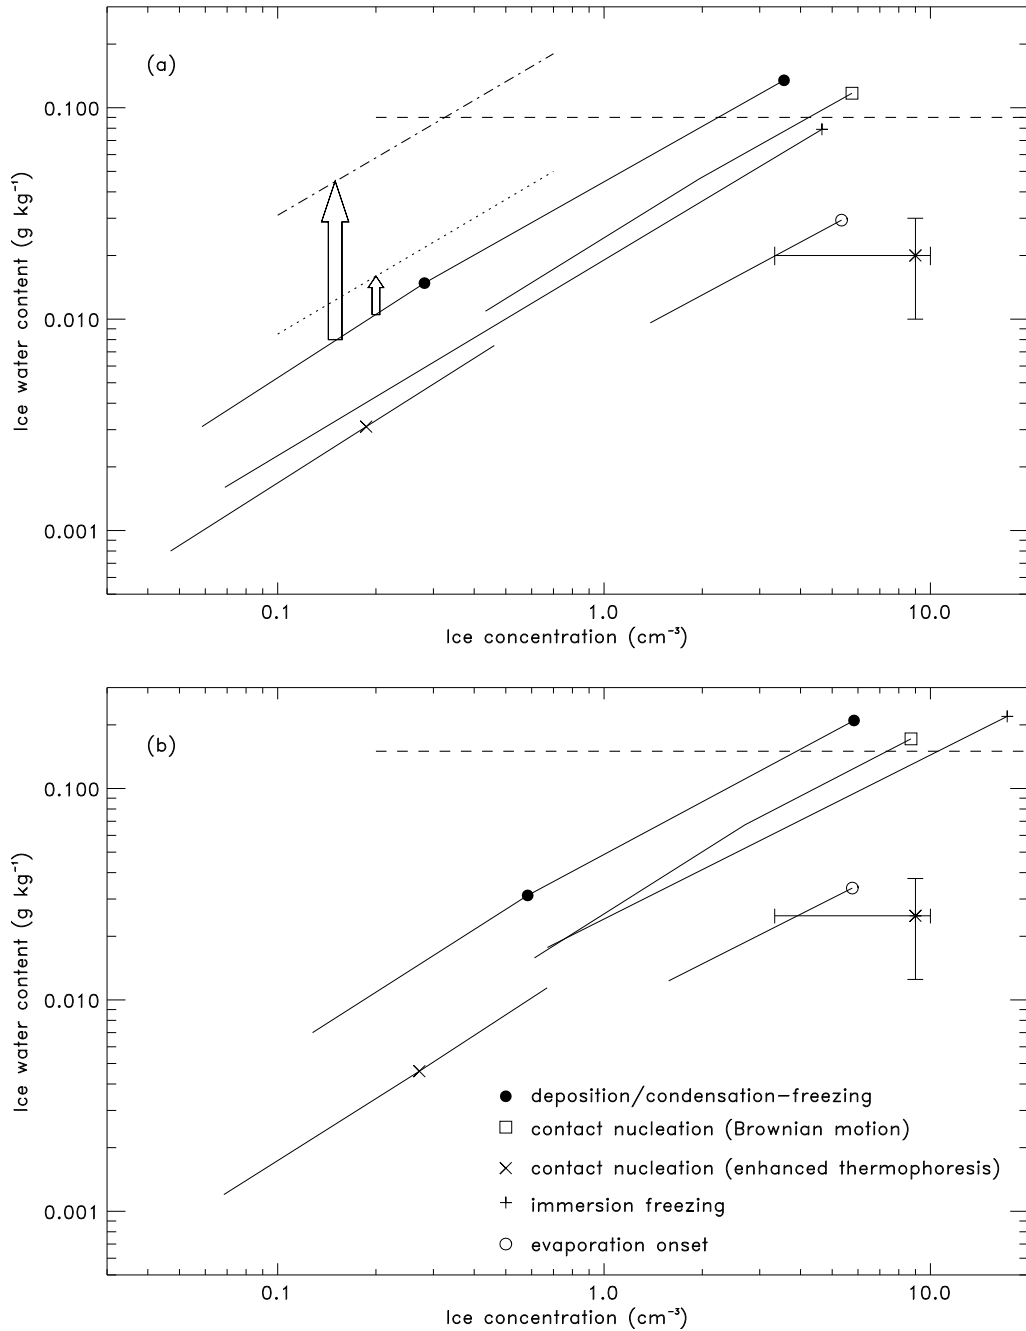 (a)
0.100
0.010
0.001
Ice water content (g kg⁻¹)
0.1 1.0 10.0
Ice concentration (cm⁻³)
(b)
0.100
0.010
0.001
Ice water content (g kg⁻¹)
deposition/condensation−freezing
contact nucleation (Brownian motion)
contact nucleation (enhanced thermophoresis)
immersion freezing
evaporation onset
0.1 1.0 10.0
Ice concentration (cm⁻³)